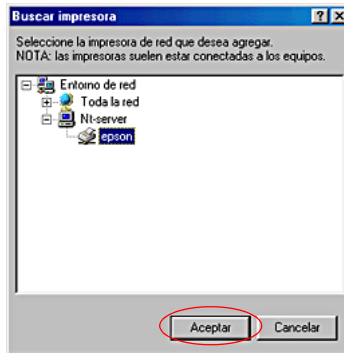 Buscar impresora
Seleccione la impresora de red que desea agregar.
NOTA: las impresoras suelen estar conectadas a los equipos.
Entorno de red
Toda la red
Nt-server
epson
Aceptar Cancelar